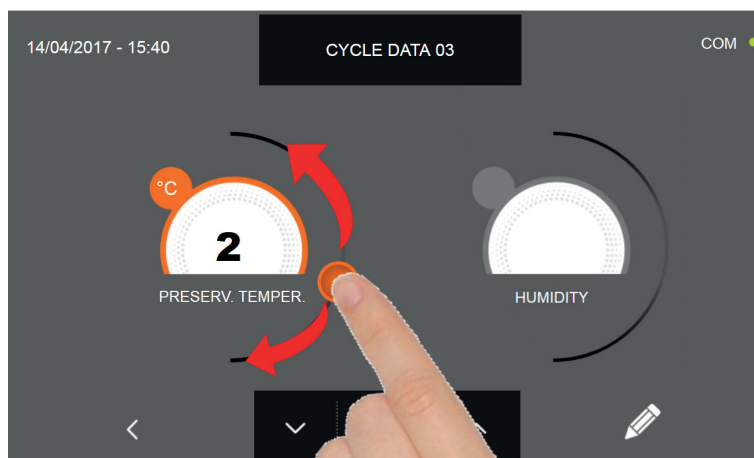 14/04/2017 - 15:40
CYCLE DATA 03
COM
°C
2
PRESERV. TEMPER.
HUMIDITY